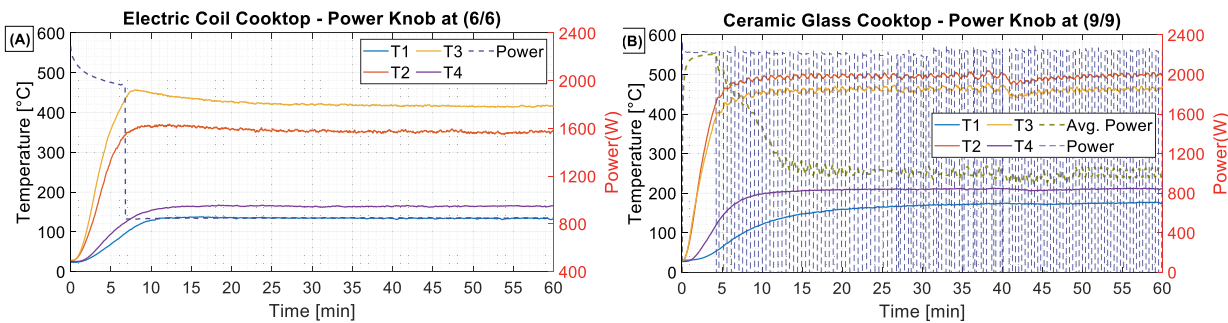 Electric Coil Cooktop - Power Knob at (6/6)
(A)
T1 T3 Power
T2 T4
Temperature [°C]
600
500
400
300
200
100
0
Power(W)
2400
2000
1600
1200
800
400
0 5 10 15 20 25 30 35 40 45 50 55 60
Time [min]
Ceramic Glass Cooktop - Power Knob at (9/9)
(B)
T1 T3 Avg. Power
T2 T4 Power
Temperature [°C]
600
500
400
300
200
100
0
Power(W)
2400
2000
1600
1200
800
400
0
0 5 10 15 20 25 30 35 40 45 50 55 60
Time [min]